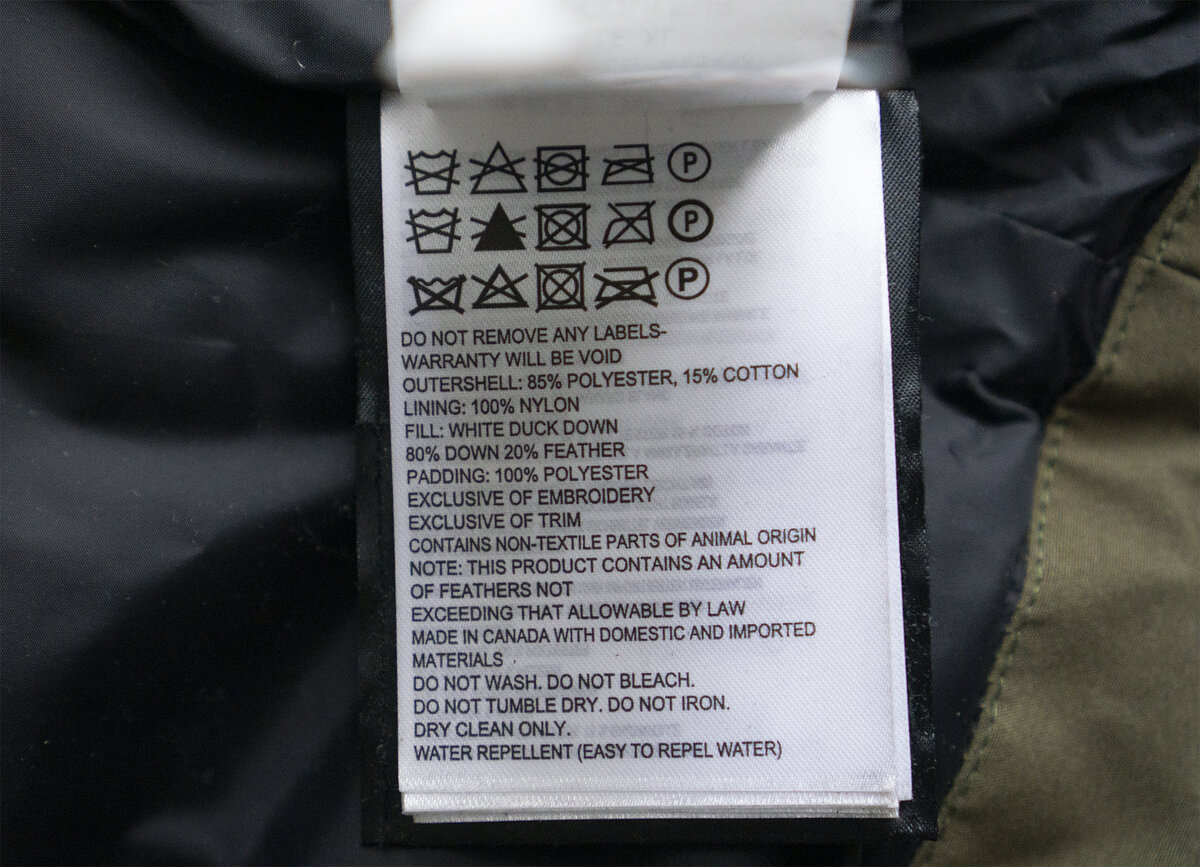 P
P
P
DO NOT REMOVE ANY LABELS-
WARRANTY WILL BE VOID
OUTERSHELL: 85% POLYESTER, 15% COTTON
LINING: 100% NYLON
FILL: WHITE DUCK DOWN
80% DOWN 20% FEATHER
PADDING: 100% POLYESTER
EXCLUSIVE OF EMBROIDERY
EXCLUSIVE OF TRIM
CONTAINS NON-TEXTILE PARTS OF ANIMAL ORIGIN
NOTE: THIS PRODUCT CONTAINS AN AMOUNT
OF FEATHERS NOT
EXCEEDING THAT ALLOWABLE BY LAW
MADE IN CANADA WITH DOMESTIC AND IMPORTED
MATERIALS
DO NOT WASH. DO NOT BLEACH.
DO NOT TUMBLE DRY. DO NOT IRON.
DRY CLEAN ONLY.
WATER REPELLENT (EASY TO REPEL WATER)